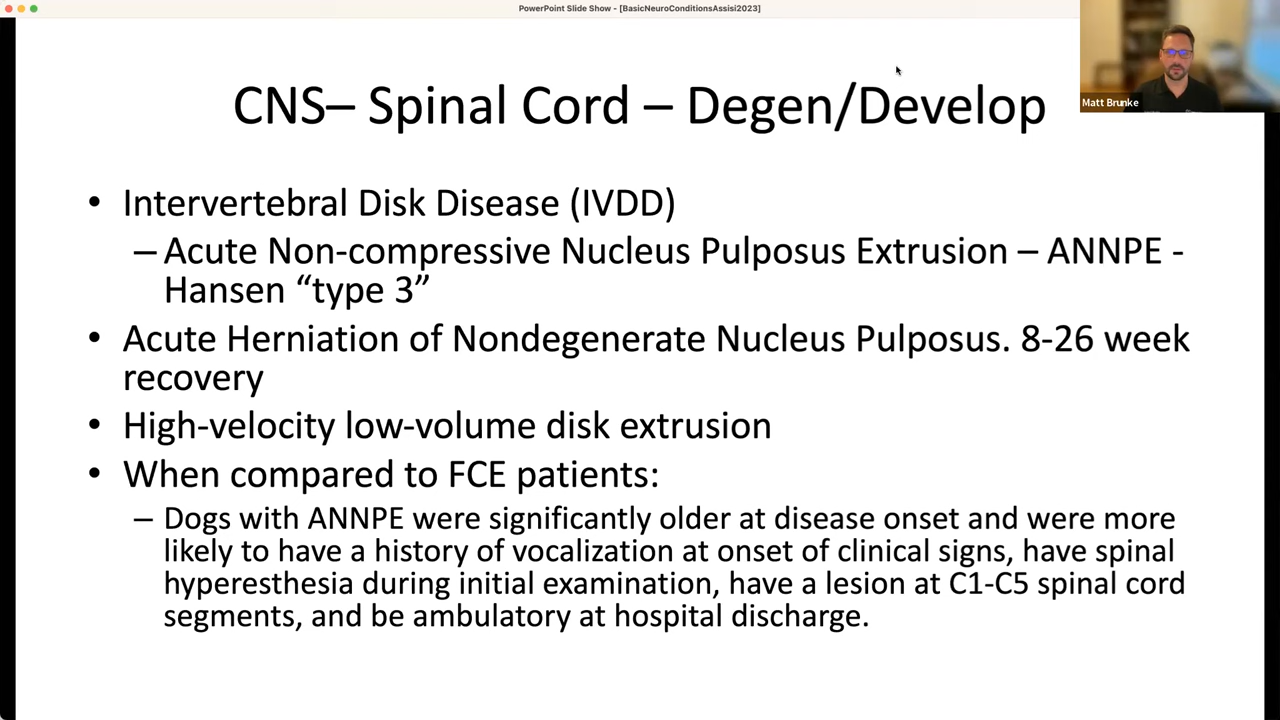 PowerPoint Slide Show - [BasicNeuroConditionsAssisi2023]
Matt Brunke
CNS– Spinal Cord – Degen/Develop
• Intervertebral Disk Disease (IVDD)
– Acute Non-compressive Nucleus Pulposus Extrusion – ANNPE -
Hansen “type 3”
• Acute Herniation of Nondegenerate Nucleus Pulposus. 8-26 week
recovery
• High-velocity low-volume disk extrusion
• When compared to FCE patients:
– Dogs with ANNPE were significantly older at disease onset and were more
likely to have a history of vocalization at onset of clinical signs, have spinal
hyperesthesia during initial examination, have a lesion at C1-C5 spinal cord
segments, and be ambulatory at hospital discharge.